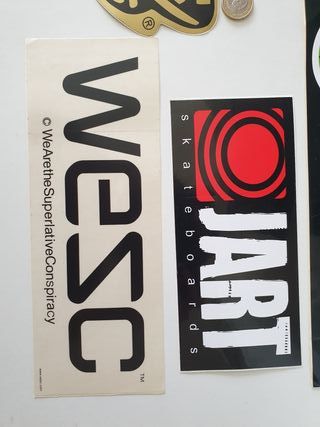 ®
wesc
™
© WeAretheSuperlativeConspiracy
JART
skateboards